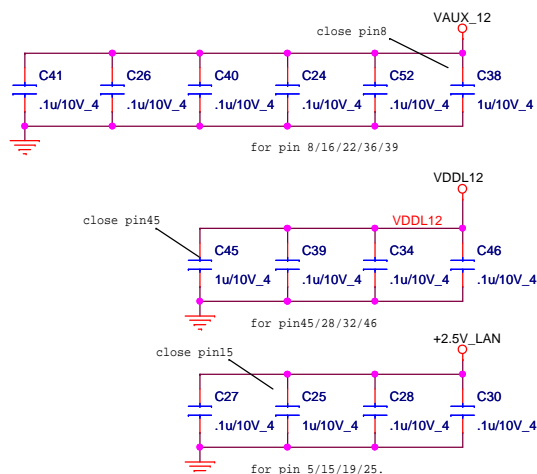 VAUX_12
close pin8
C41 C26 C40 C24 C52 C38
.1u/10V_4 .1u/10V_4 .1u/10V_4 .1u/10V_4 .1u/10V_4 1u/10V_4
for pin 8/16/22/36/39
VDDL12
close pin45
VDDL12
C45 C39 C34 C46
1u/10V_4 .1u/10V_4 .1u/10V_4 .1u/10V_4
for pin45/28/32/46
+2.5V_LAN
close pin15
C27 C25 C28 C30
.1u/10V_4 1u/10V_4 .1u/10V_4 .1u/10V_4
for pin 5/15/19/25.